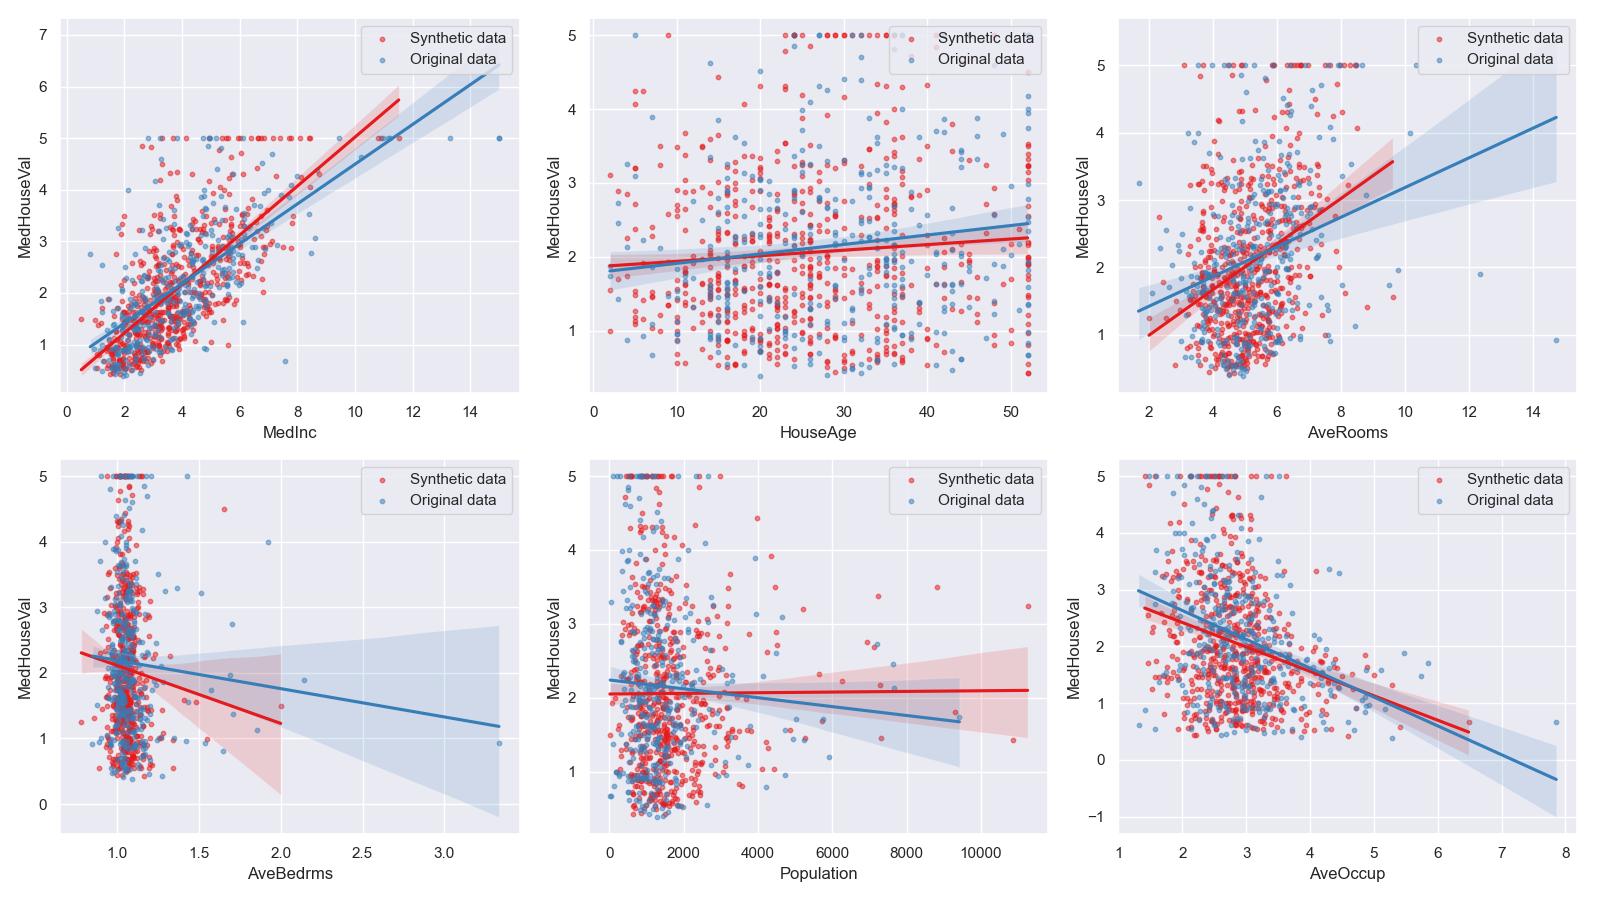 Synthetic data
Original data
7
6
5
4
3
2
1
MedHouseVal
0 2 4 6 8 10 12 14
MedInc
Synthetic data
Original data
5
4
3
2
1
MedHouseVal
0 10 20 30 40 50
HouseAge
Synthetic data
Original data
5
4
3
2
1
MedHouseVal
2 4 6 8 10 12 14
AveRooms
Synthetic data
Original data
5
4
3
2
1
0
MedHouseVal
1.0 1.5 2.0 2.5 3.0
AveBedrms
Synthetic data
Original data
5
4
3
2
1
MedHouseVal
0 2000 4000 6000 8000 10000
Population
Synthetic data
Original data
5
4
3
2
1
0
−1
MedHouseVal
1 2 3 4 5 6 7 8
AveOccup